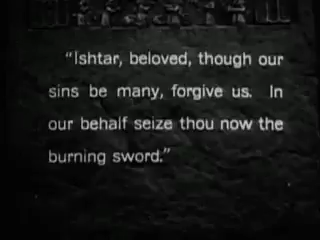 "Ishtar, beloved, though our
sins be many, forgive us. In
our behalf seize thou now the
burning sword."